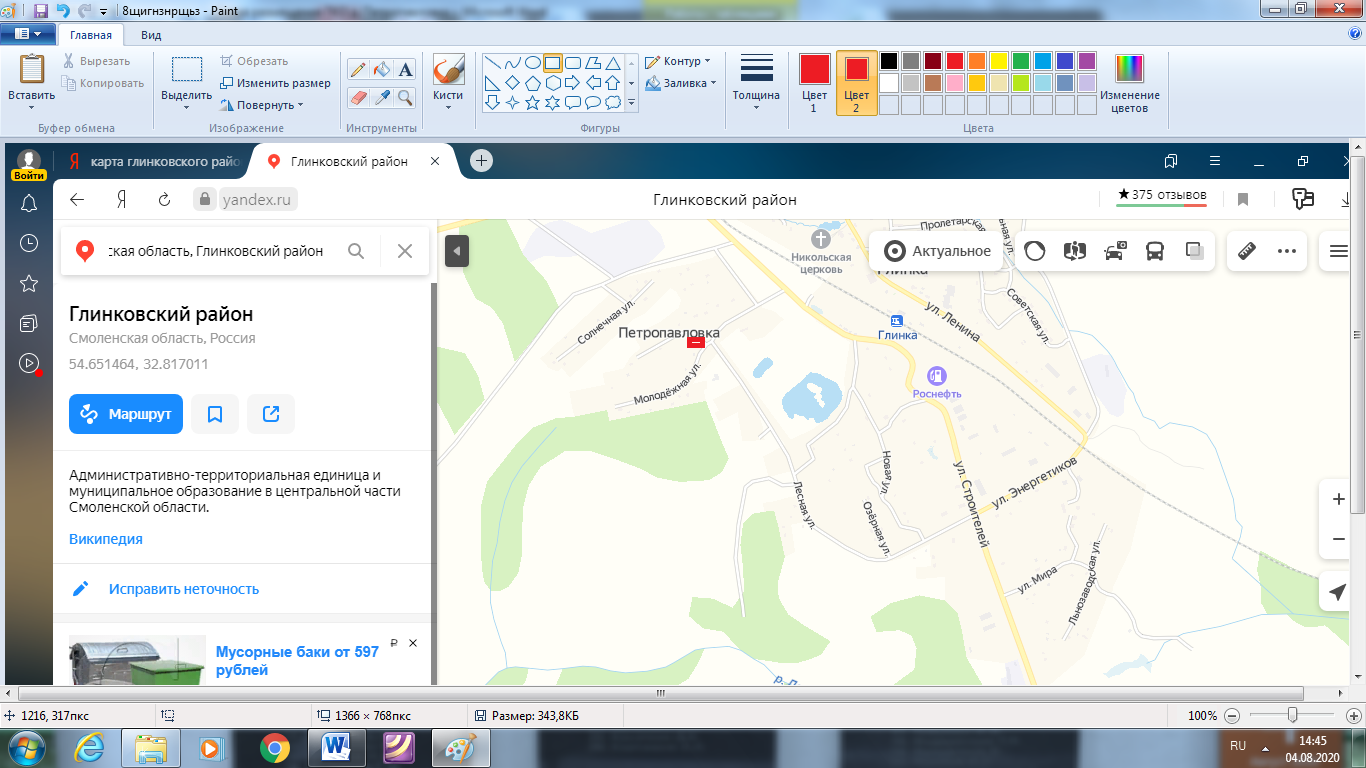 8щигнзнрщьз - Paint
Главная
Вид
Вставить
Вырезать
Копировать
Буфер обмена
Выделить
Обрезать
Изменить размер
Повернуть
Изображение
A
Инструменты
Кисти
Фигуры
Контур
Заливка
Толщина
Цвет
1
Цвет
2
Изменение
цветов
Цвета
Войти
Я карта глинковского райо
Глинковский район
Я
yandex.ru
Глинковский район
★375 отзывов
ская область, Глинковский район
Глинковский район
Смоленская область, Россия
54.651464, 32.817011
Маршрут
Административно-территориальная единица и
муниципальное образование в центральной части
Смоленской области.
Википедия
Исправить неточность
Мусорные баки от 597
рублей
₽
Актуальное
Пролетарская
Никольская
церковь
Глинка
Советская ул.
ул. Ленина
Глинка
Солнечная ул.
Петропавловка
Молодёжная ул.
Роснефть
Новая ул.
Лесная ул.
Озёрная ул.
ул. Строителей
ул. Энергетиков
ул. Мира
Льнозаводская ул.
1216, 317пкс
1366 × 768пкс
Размер: 343,8КБ
100%
RU
14:45
04.08.2020